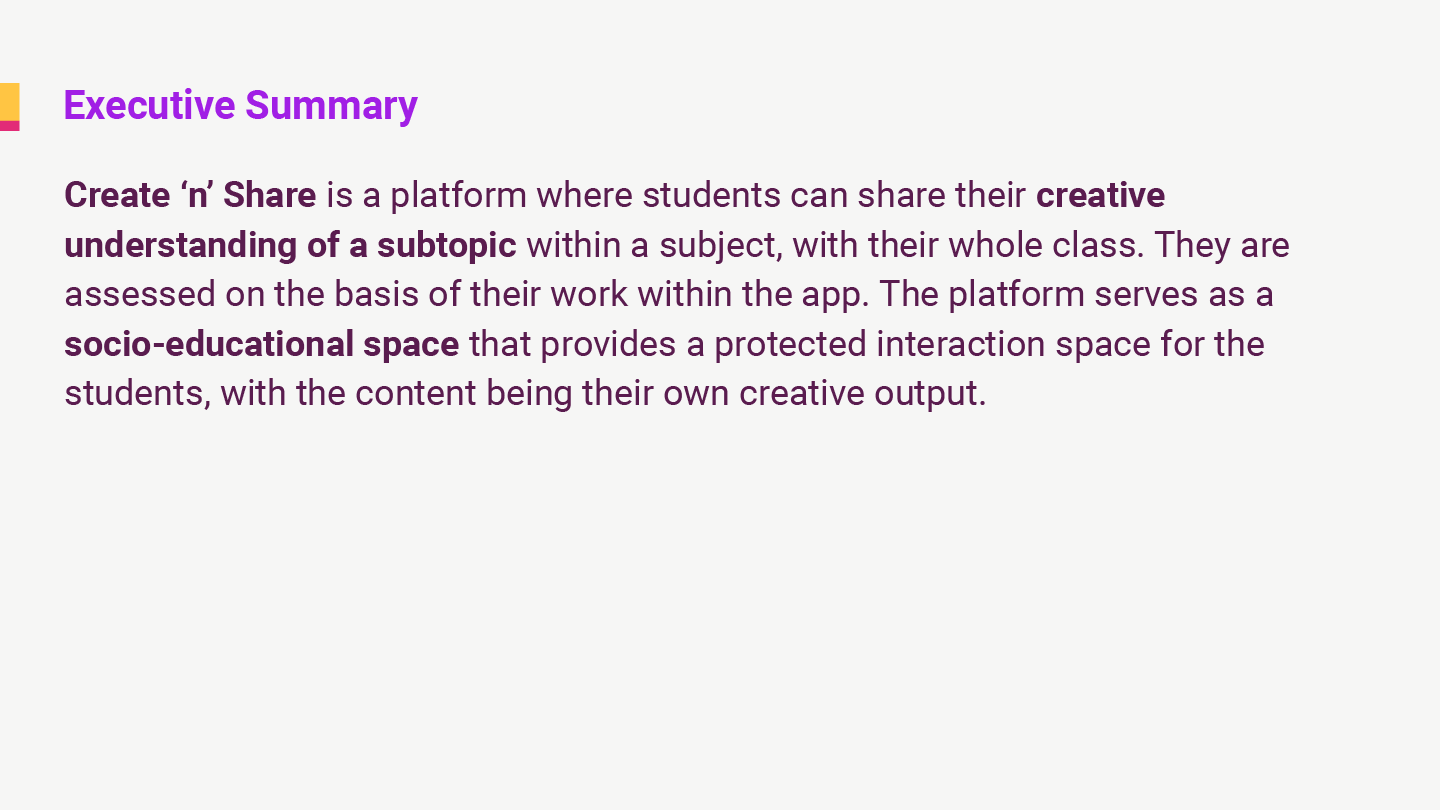 Executive Summary
Create ‘n’ Share is a platform where students can share their creative
understanding of a subtopic within a subject, with their whole class. They are
assessed on the basis of their work within the app. The platform serves as a
socio-educational space that provides a protected interaction space for the
students, with the content being their own creative output.